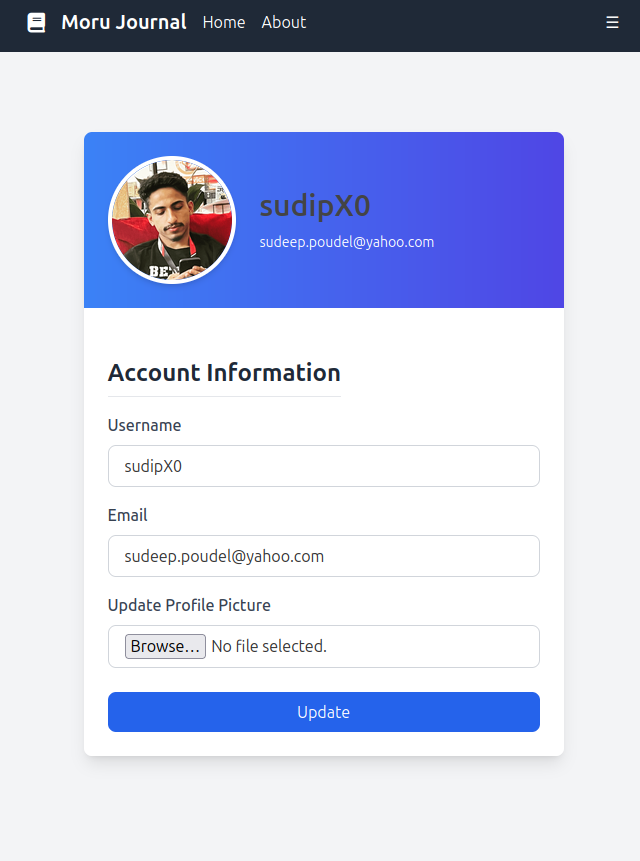 Moru Journal Home About ☰
sudipX0
sudeep.poudel@yahoo.com
Account Information
Username
sudipX0
Email
sudeep.poudel@yahoo.com
Update Profile Picture
Browse... No file selected.
Update